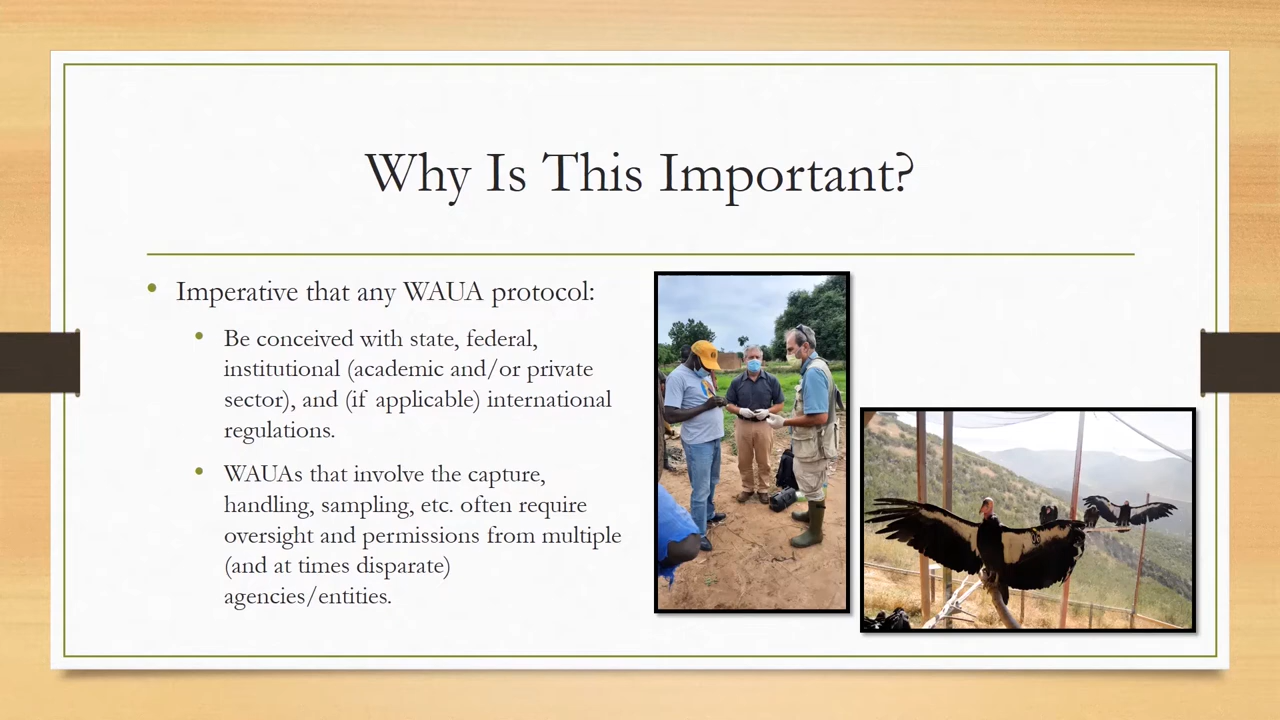 Why Is This Important?
• Imperative that any WAUA protocol:
• Be conceived with state, federal,
institutional (academic and/or private
sector), and (if applicable) international
regulations.
• WAUAs that involve the capture,
handling, sampling, etc. often require
oversight and permissions from multiple
(and at times disparate)
agencies/entities.